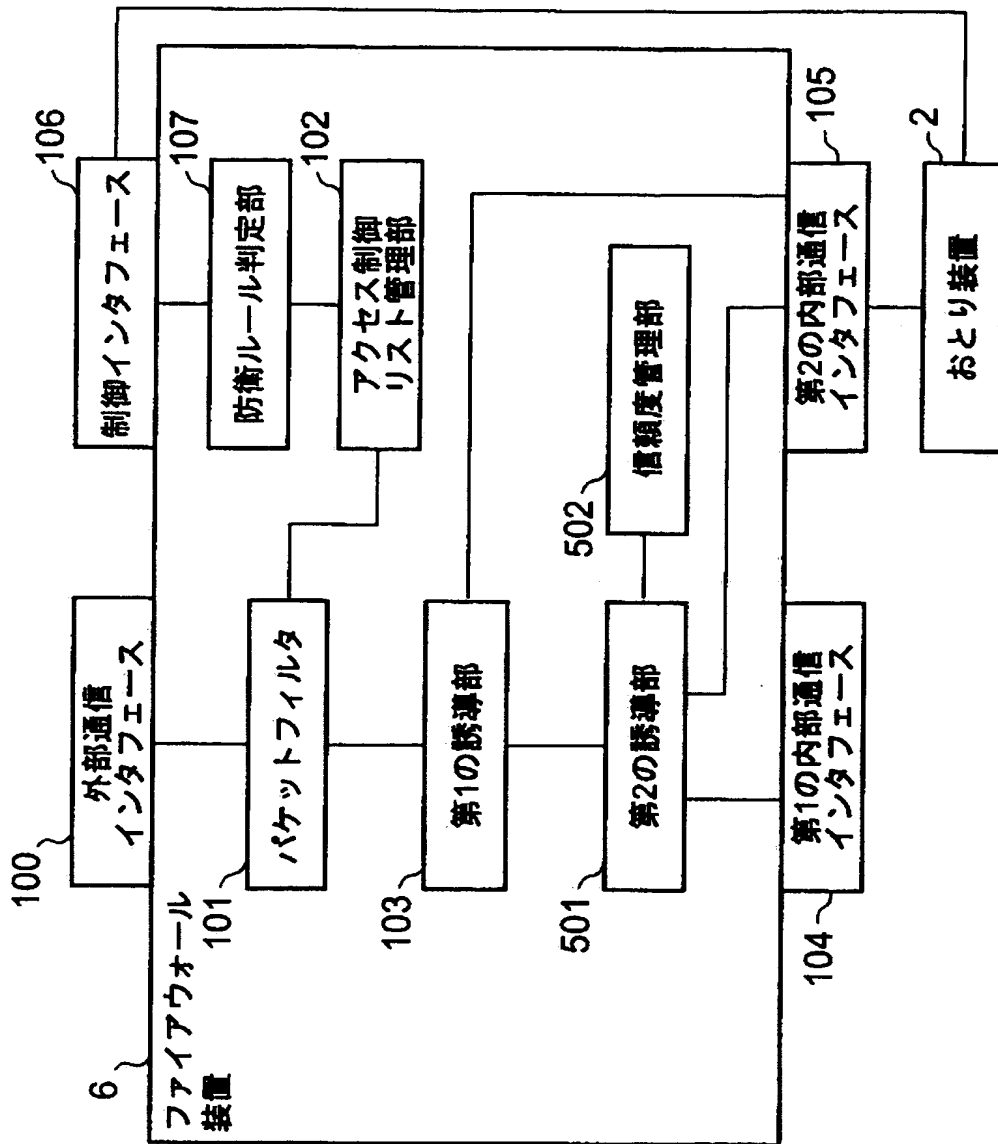 6
ファイアウォール
装置
100
外部通信
インタフェース
制御インタフェース
106
101
パケットフィルタ
防衛ルール判定部
107
アクセス制御
リスト管理部
102
103
第1の誘導部
501
第2の誘導部
502
信頼度管理部
104
第1の内部通信
インタフェース
第2の内部通信
インタフェース
105
おとり装置
2